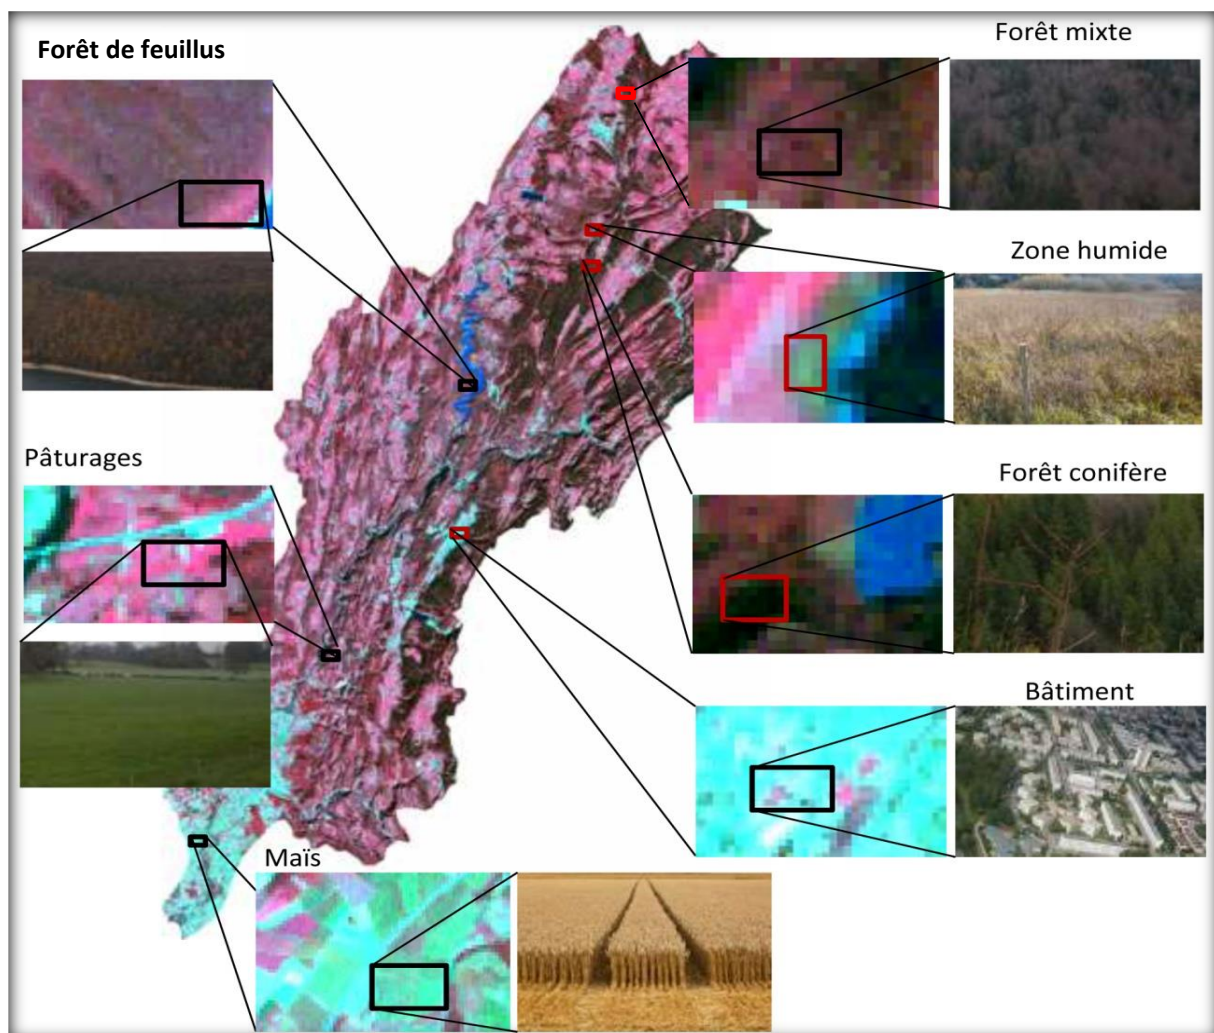 Forêt de feuillus
Forêt mixte
Zone humide
Pâturages
Forêt conifère
Bâtiment
Maïs